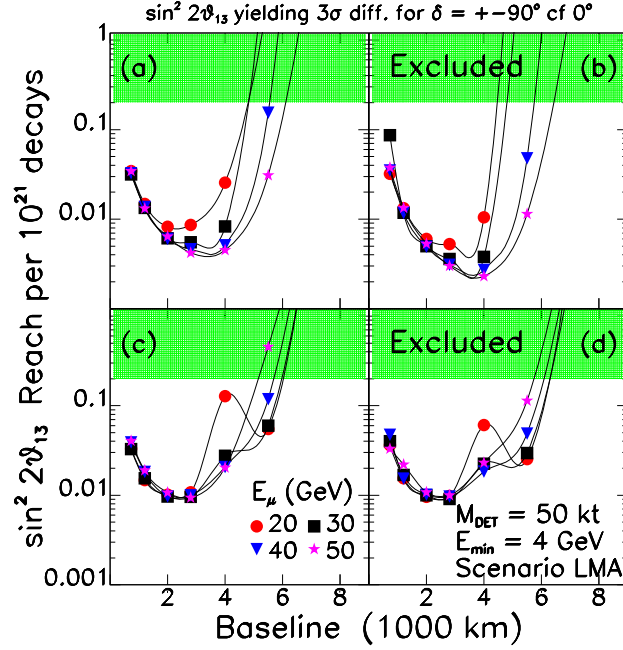 sin² 2ϑ₁₃ yielding 3σ diff. for δ = +−90° cf 0°
sin² 2ϑ₁₃ Reach per 10²¹ decays
1
(a)
Excluded
(b)
0.1
0.01
(c)
Excluded
(d)
0.1
0.01
0.001
E_μ (GeV)
20
30
40
50
M_DET = 50 kt
E_min = 4 GeV
Scenario LMA
2
4
6
8
2
4
6
8
Baseline (1000 km)